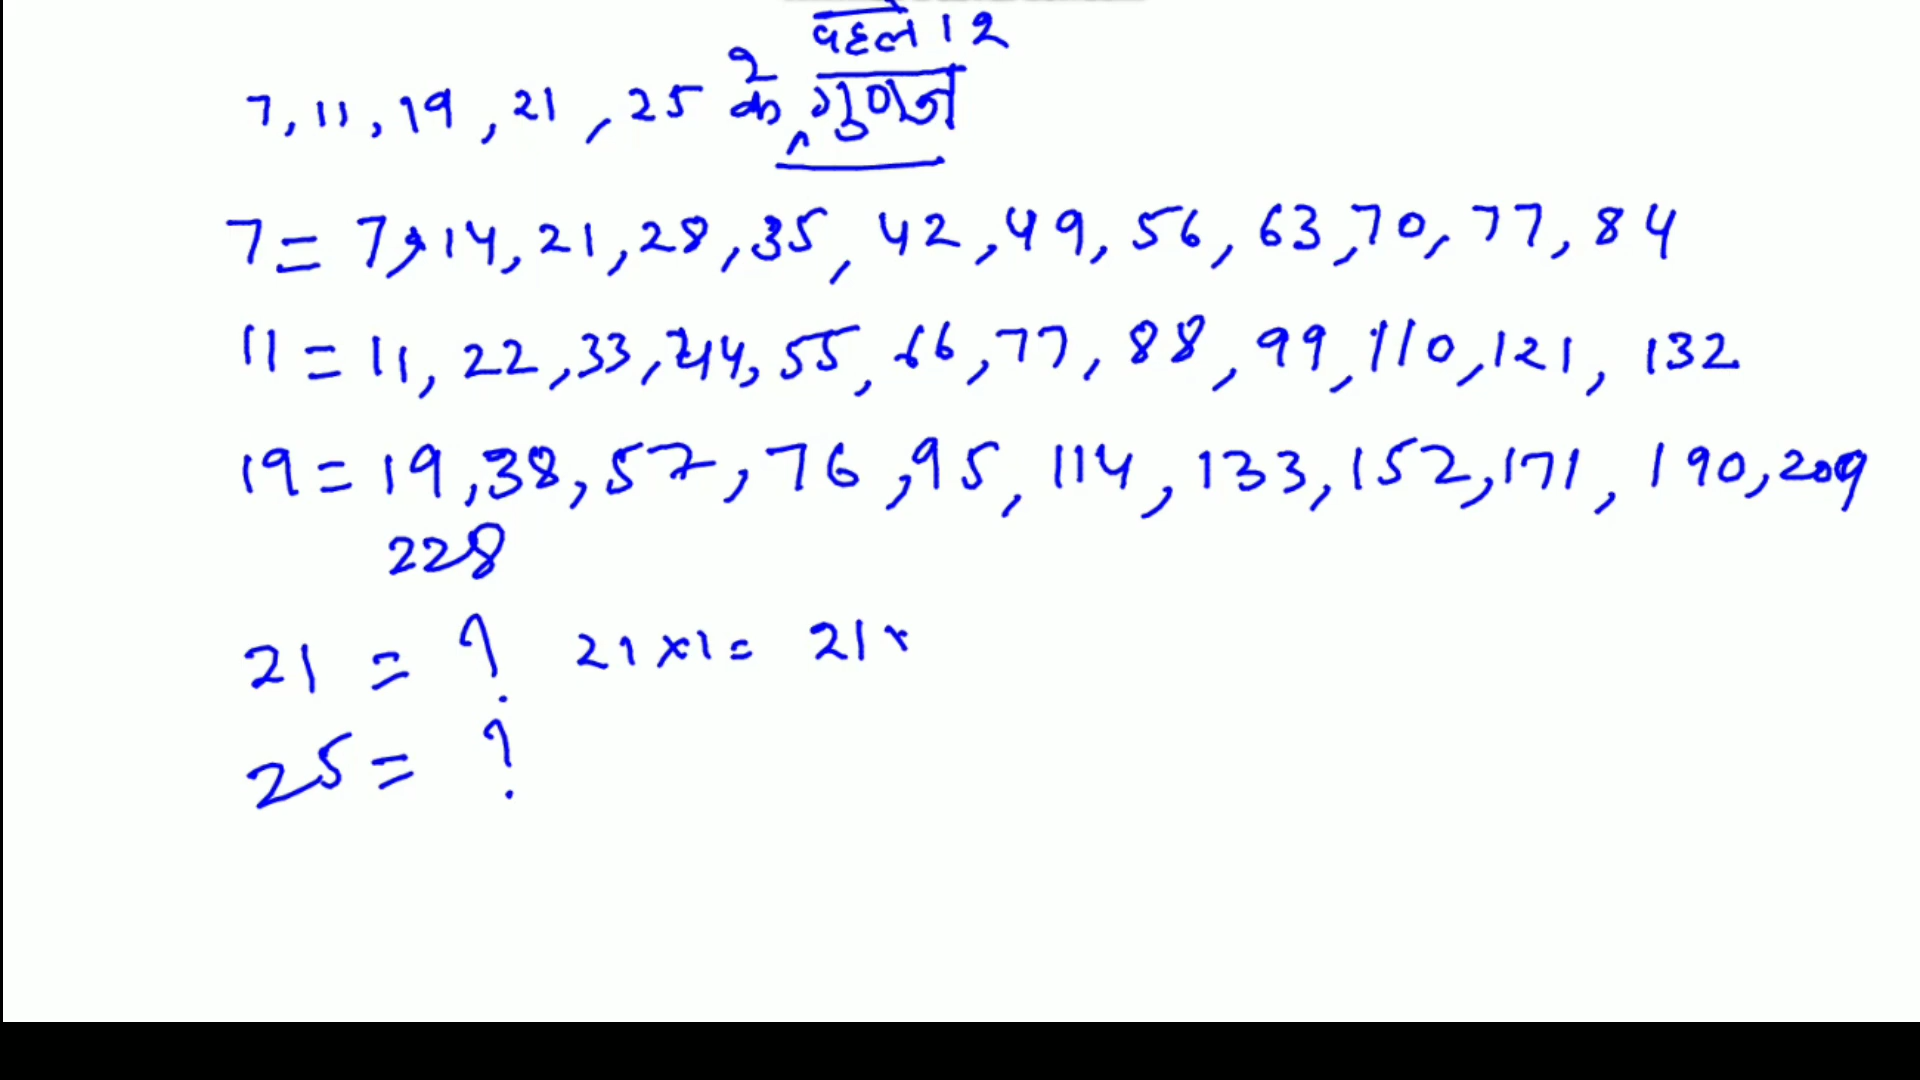 पहले 12
7, 11, 19, 21, 25 के गुणज
7 = 7, 14, 21, 28, 35, 42, 49, 56, 63, 70, 77, 84
11 = 11, 22, 33, 44, 55, 66, 77, 88, 99, 110, 121, 132
19 = 19, 38, 57, 76, 95, 114, 133, 152, 171, 190, 209
228
21 = ? 21 x 1 = 21 x
25 = ?